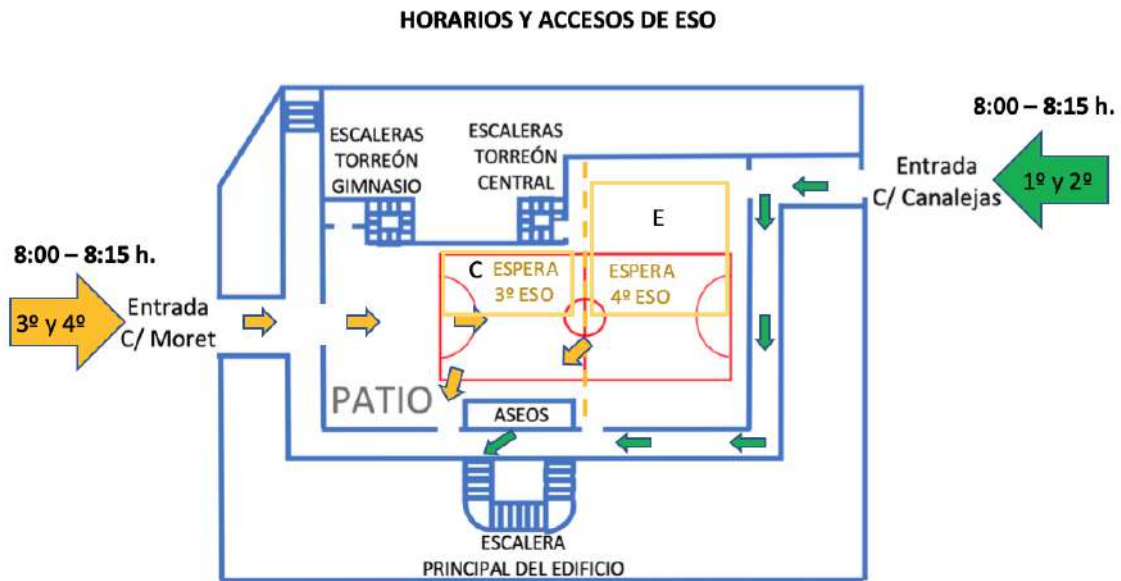 HORARIOS Y ACCESOS DE ESO
8:00 – 8:15 h.
1º y 2º
Entrada
C/ Canalejas
ESCALERAS
TORREÓN
GIMNASIO
ESCALERAS
TORREÓN
CENTRAL
E
8:00 – 8:15 h.
3º y 4º
Entrada
C/ Moret
C ESPERA
3º ESO
ESPERA
4º ESO
PATIO
ASEOS
ESCALERA
PRINCIPAL DEL EDIFICIO